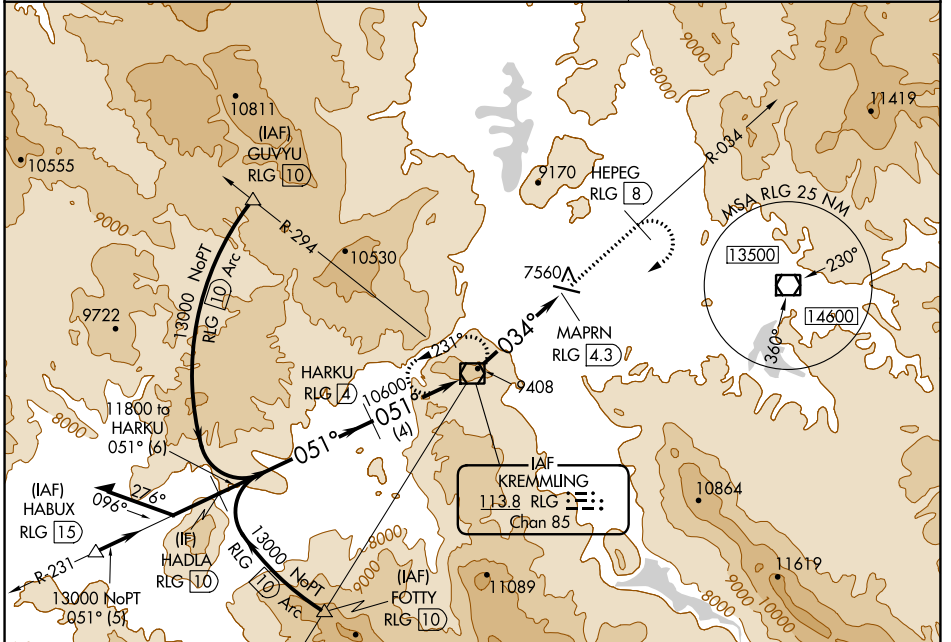 10811
(IAF)
GUVYU
RLG 10
10555
8000
9000
11419
R-034
9170
HEPEG
RLG 8
MSA RLG 25 NM
13500
230°
14600
360°
R-294
10530
13000 NoPT
RLG 10 Arc
9722
7560
MAPRN
RLG 4.3
034°
231°
9408
HARKU
RLG 4
10600
051°
051°
(4)
11800 to
HARKU
051° (6)
8000
IAF
KREMMLING
113.8 RLG
Chan 85
(IAF)
HABUX
RLG 15
276°
096°
R-231
13000 NoPT
051° (5)
(IF)
HADLA
RLG 10
13000 NoPT
RLG 10 Arc
8000
9000
(IAF)
FOTTY
RLG 10
11089
10864
11619
8000
9000
10000
9000